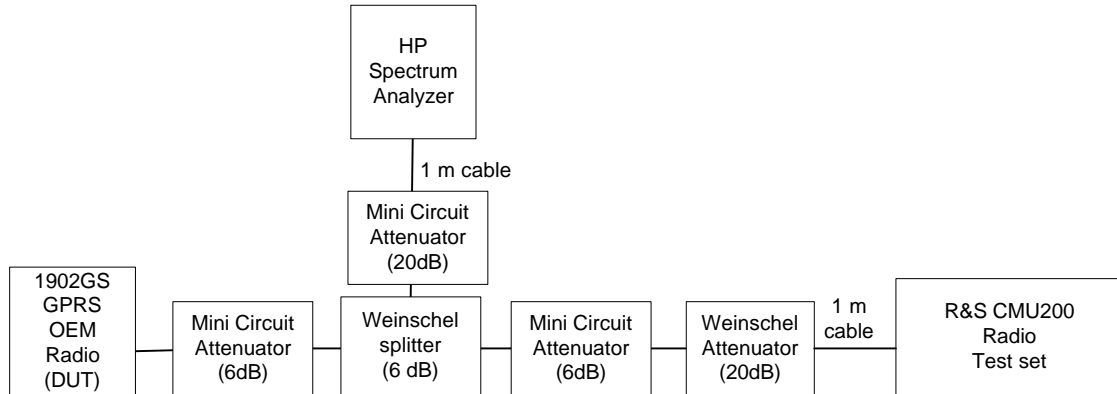 HP
Spectrum
Analyzer
1 m cable
Mini Circuit
Attenuator
(20dB)
1902GS
GPRS
OEM
Radio
(DUT)
Mini Circuit
Attenuator
(6dB)
Weinschel
splitter
(6 dB)
Mini Circuit
Attenuator
(6dB)
Weinschel
Attenuator
(20dB)
1 m
cable
R&S CMU200
Radio
Test set